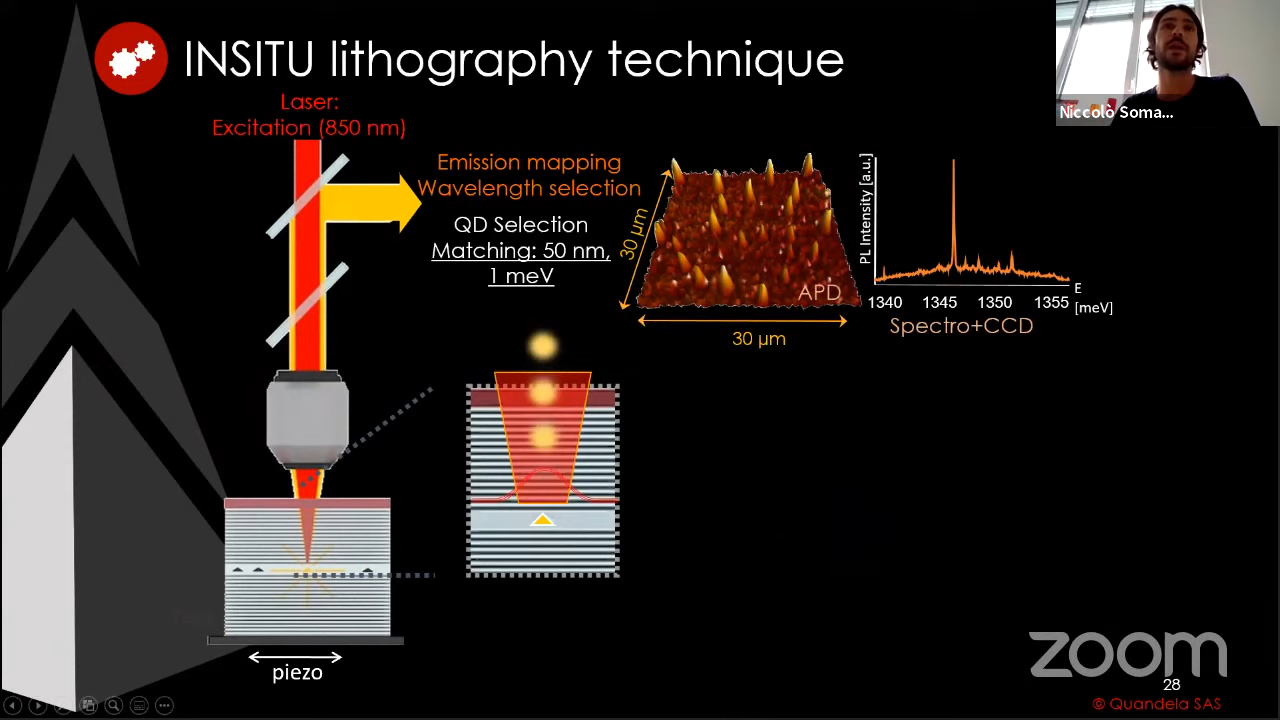 INSITU lithography technique
Niccolò Soma...
Laser:
Excitation (850 nm)
Emission mapping
Wavelength selection
QD Selection
Matching: 50 nm,
1 meV
30 µm
APD
30 µm
PL Intensity [a.u.]
1340 1345 1350 1355
E
[meV]
Spectro+CCD
piezo
zoom
28
© Quandela SAS